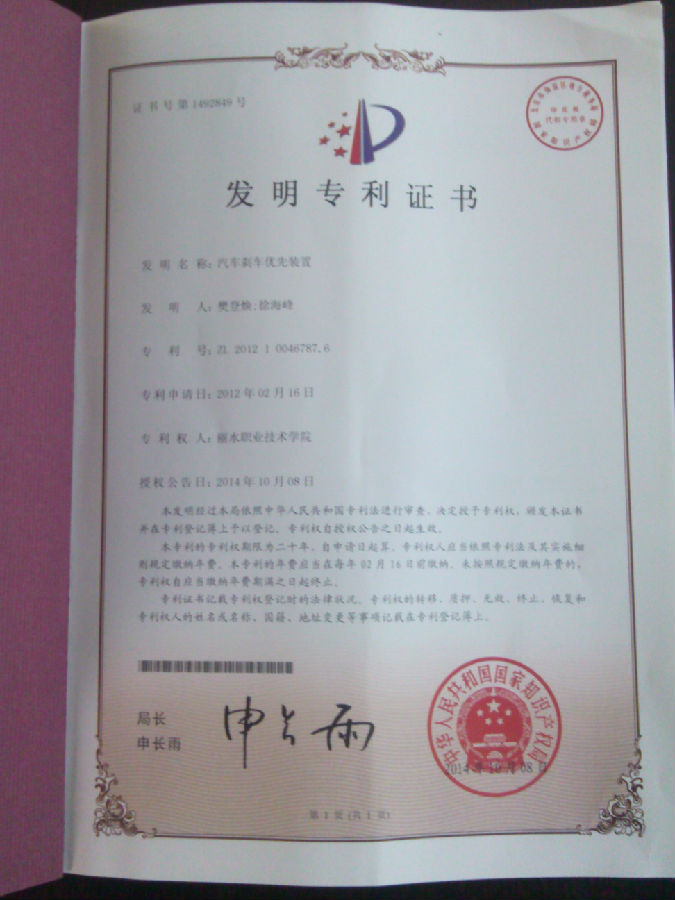 证书号第1492849号
发明专利证书
发明名称：汽车刹车优先装置
发明人：樊登焕;徐海峰
专利号：ZL 2012 1 0046787.6
专利申请日：2012年02月16日
专利权人：丽水职业技术学院
授权公告日：2014年10月08日
本发明经过本局依照中华人民共和国专利法进行审查，决定授予专利权，颁发本证书
并在专利登记簿上予以登记。专利权自授权公告之日起生效。
本专利的专利权期限为二十年，自申请日起算。专利权人应当依照专利法及其实施细
则规定缴纳年费。本专利的年费应当在每年02月16日前缴纳。未按照规定缴纳年费的，
专利权自应当缴纳年费期满之日起终止。
专利证书记载专利权登记时的法律状况。专利权的转移、质押、无效、终止、恢复和
专利权人的姓名或名称、国籍、地址变更等事项记载在专利登记簿上。
局长
申长雨
申长雨
中华人民共和国国家知识产权局
2014年10月08日
第1页(共1页)